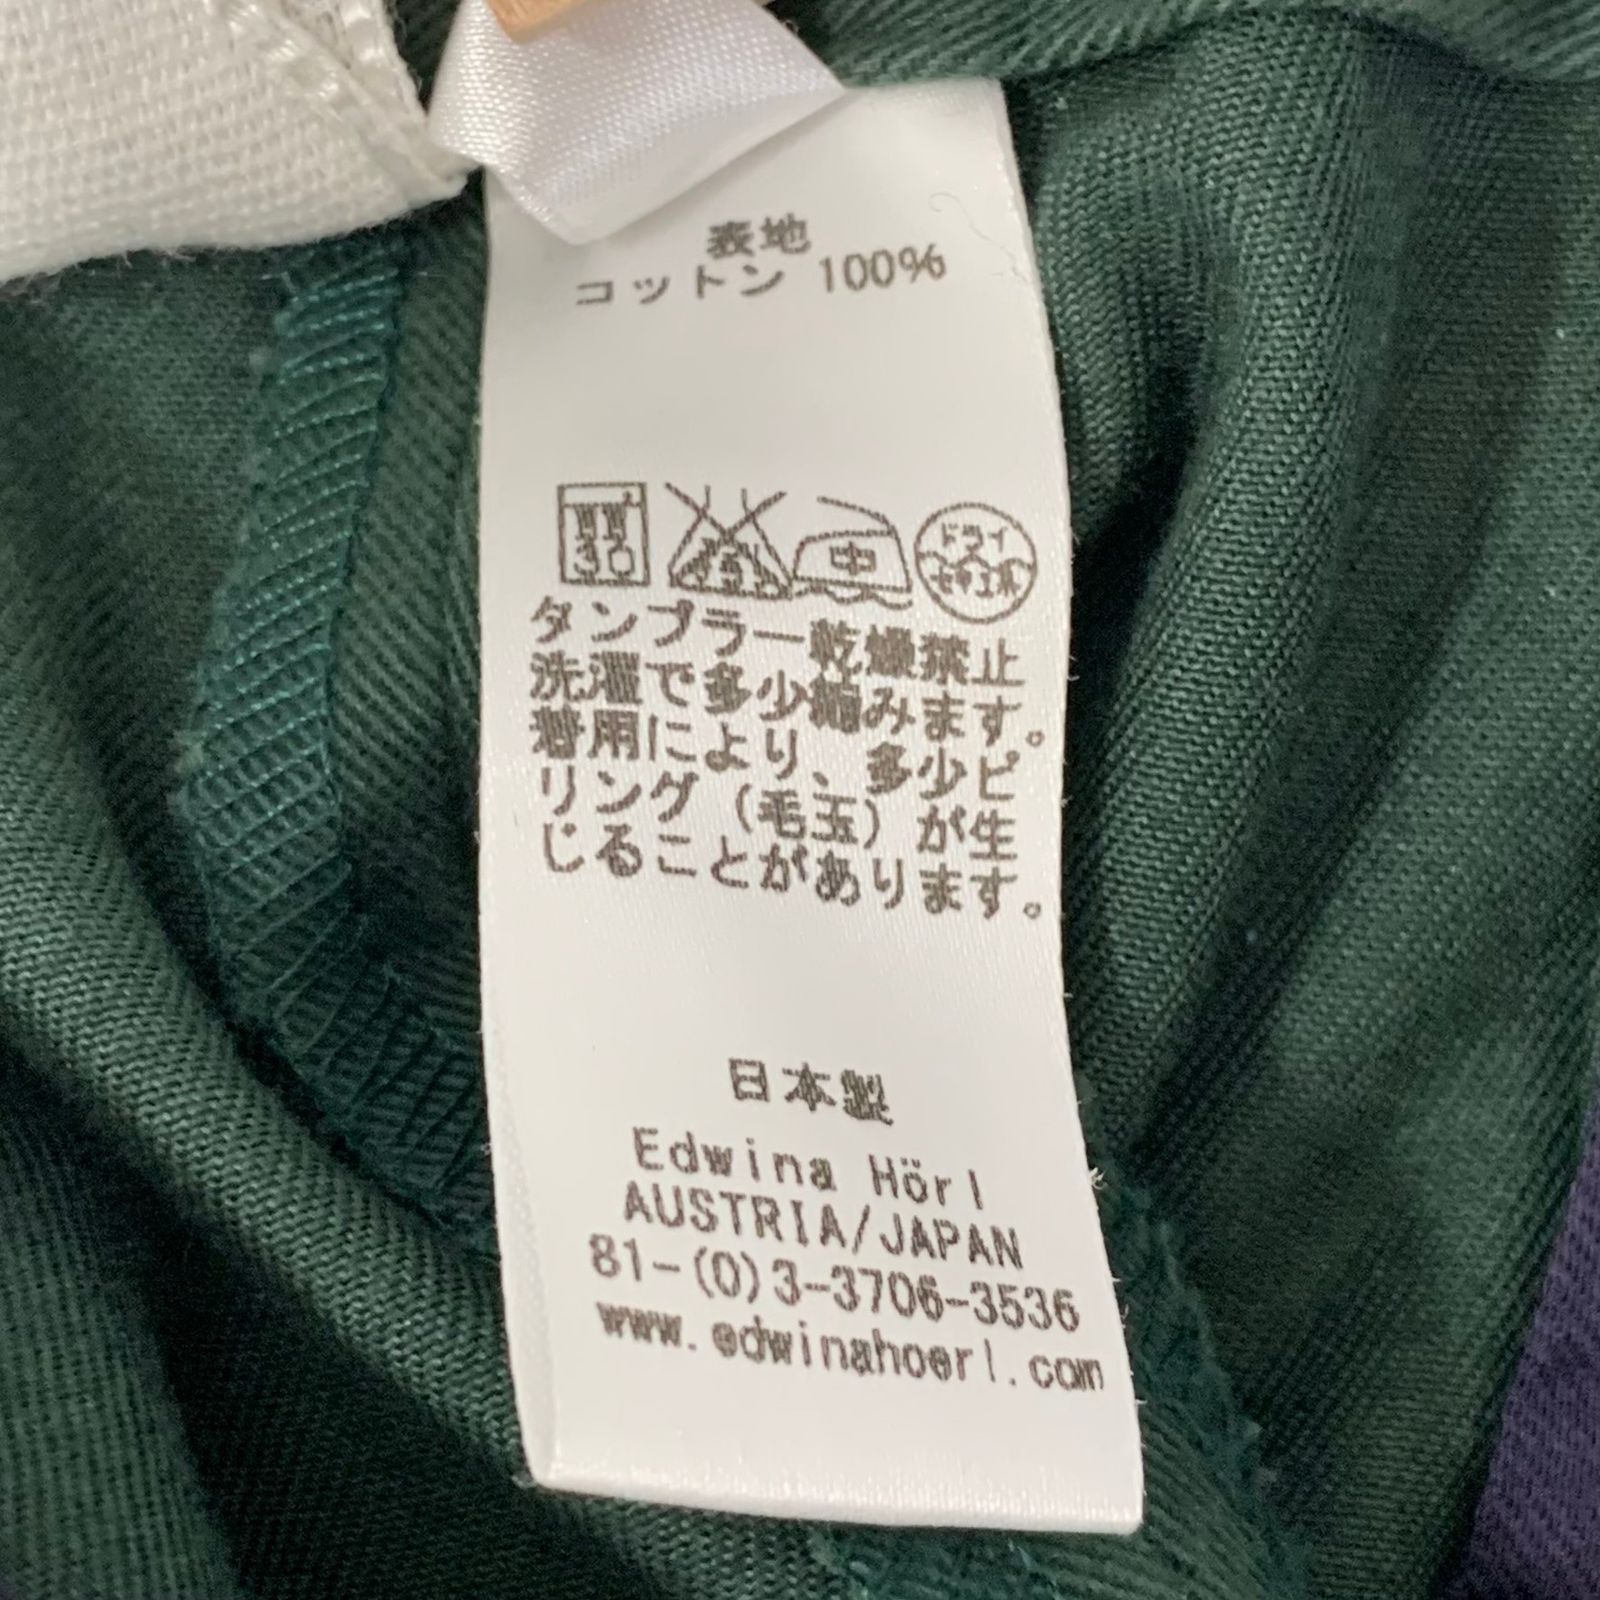 表地
コットン 100%
30
中
ドライ
セキユ系
タンブラー乾燥禁止
洗濯で多少縮みます。
着用により、多少ピ
リング（毛玉）が生
じることがあります。
日本製
Edwina Hörl
AUSTRIA/JAPAN
81-(0)3-3706-3536
www.edwinahoerl.com